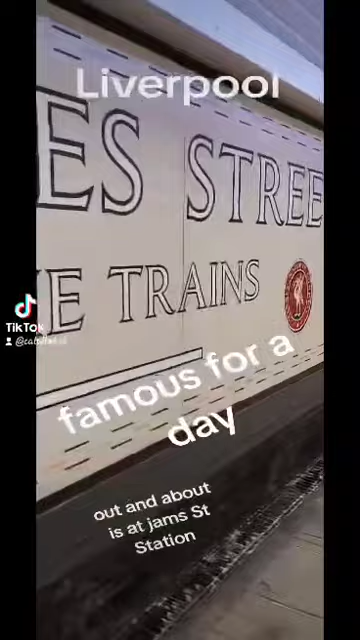 Liverpool
ES STREE
E TRAINS
TikTok
famous for a
day
out and about
is at jams St
Station